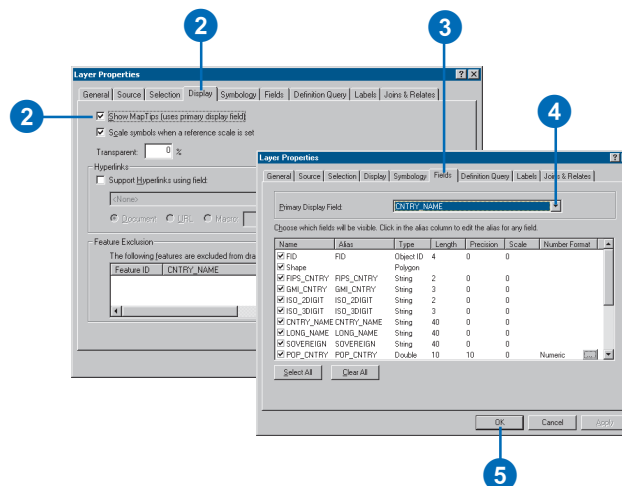 2
3
Layer Properties
General Source Selection Display Symbology Fields Definition Query Labels Joins & Relates
2
Show MapTips (uses primary display field)
Scale symbols when a reference scale is set
Transparent: 0 %
Hyperlinks
Support Hyperlinks using field:
<None>
Document URL Macro:
Feature Exclusion
The following features are excluded from dra
Feature ID CNTRY_NAME
4
Layer Properties
General Source Selection Display Symbology Fields Definition Query Labels Joins & Relates
Primary Display Field: CNTRY_NAME
Choose which fields will be visible. Click in the alias column to edit the alias for any field.
Name Alias Type Length Precision Scale Number Format
FID FID Object ID 4 0 0
Shape Polygon
FIPS_CNTRY FIPS_CNTRY String 2 0 0
GMI_CNTRY GMI_CNTRY String 3 0 0
ISO_2DIGIT ISO_2DIGIT String 2 0 0
ISO_3DIGIT ISO_3DIGIT String 3 0 0
CNTRY_NAME CNTRY_NAME String 40 0 0
LONG_NAME LONG_NAME String 40 0 0
SOVEREIGN SOVEREIGN String 40 0 0
POP_CNTRY POP_CNTRY Double 10 10 0 Numeric ...
Select All Clear All
OK Cancel Apply
5